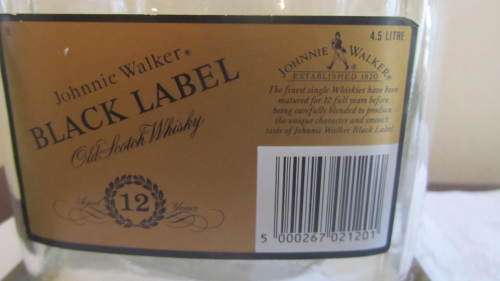 Johnnie Walker®
BLACK LABEL
Old Scotch Whisky
Aged 12 Years
4.5 LITRE
JOHNNIE WALKER®
ESTABLISHED 1820
The finest single Whiskies have been
matured for 12 full years before
being carefully blended to produce
the unique character and smooth
taste of Johnnie Walker Black Label.
5 000267 021201